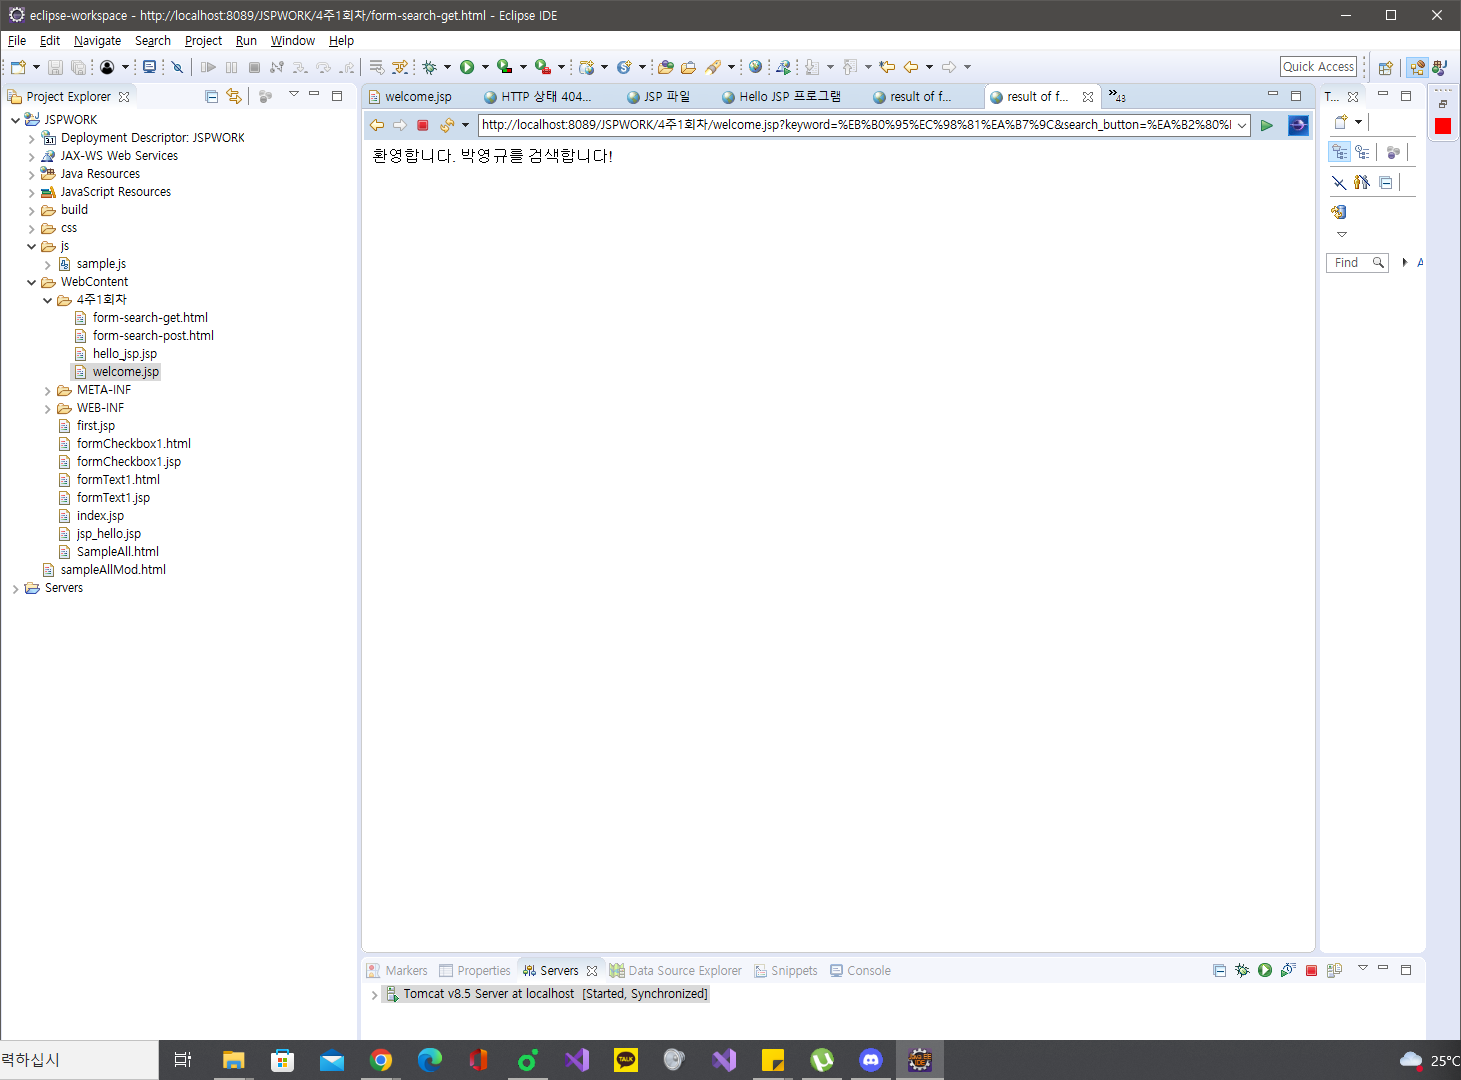 eclipse-workspace - http://localhost:8089/JSPWORK/4주1회차/form-search-get.html - Eclipse IDE
File Edit Navigate Search Project Run Window Help
Quick Access
Project Explorer
welcome.jsp HTTP 상태 404... JSP 파일 Hello JSP 프로그램 result of f... result of f... »43
T...
http://localhost:8089/JSPWORK/4주1회차/welcome.jsp?keyword=%EB%B0%95%EC%98%81%EA%B7%9C&search_button=%EA%B2%80%
환영합니다. 박영규를 검색합니다!
JSPWORK
Deployment Descriptor: JSPWORK
JAX-WS Web Services
Java Resources
JavaScript Resources
build
css
js
sample.js
WebContent
4주1회차
form-search-get.html
form-search-post.html
hello_jsp.jsp
welcome.jsp
META-INF
WEB-INF
first.jsp
formCheckbox1.html
formCheckbox1.jsp
formText1.html
formText1.jsp
index.jsp
jsp_hello.jsp
SampleAll.html
sampleAllMod.html
Servers
Find A
Markers Properties Servers Data Source Explorer Snippets Console
Tomcat v8.5 Server at localhost [Started, Synchronized]
력하십시
TALK
25°C